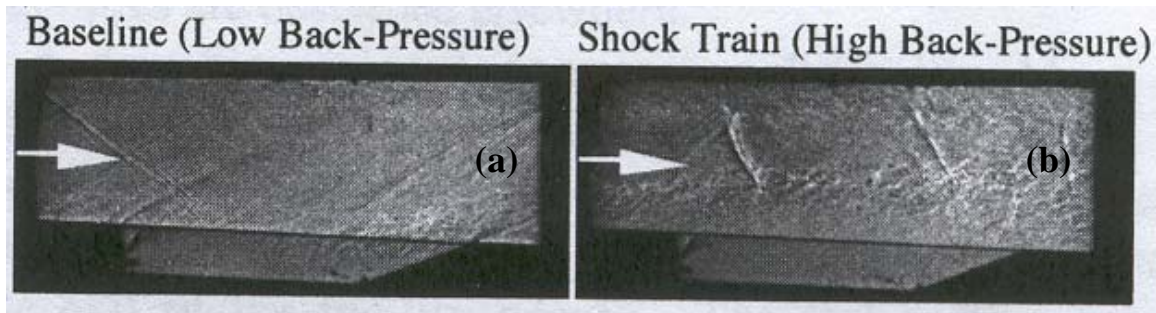 Baseline (Low Back-Pressure)
Shock Train (High Back-Pressure)
(a)
(b)